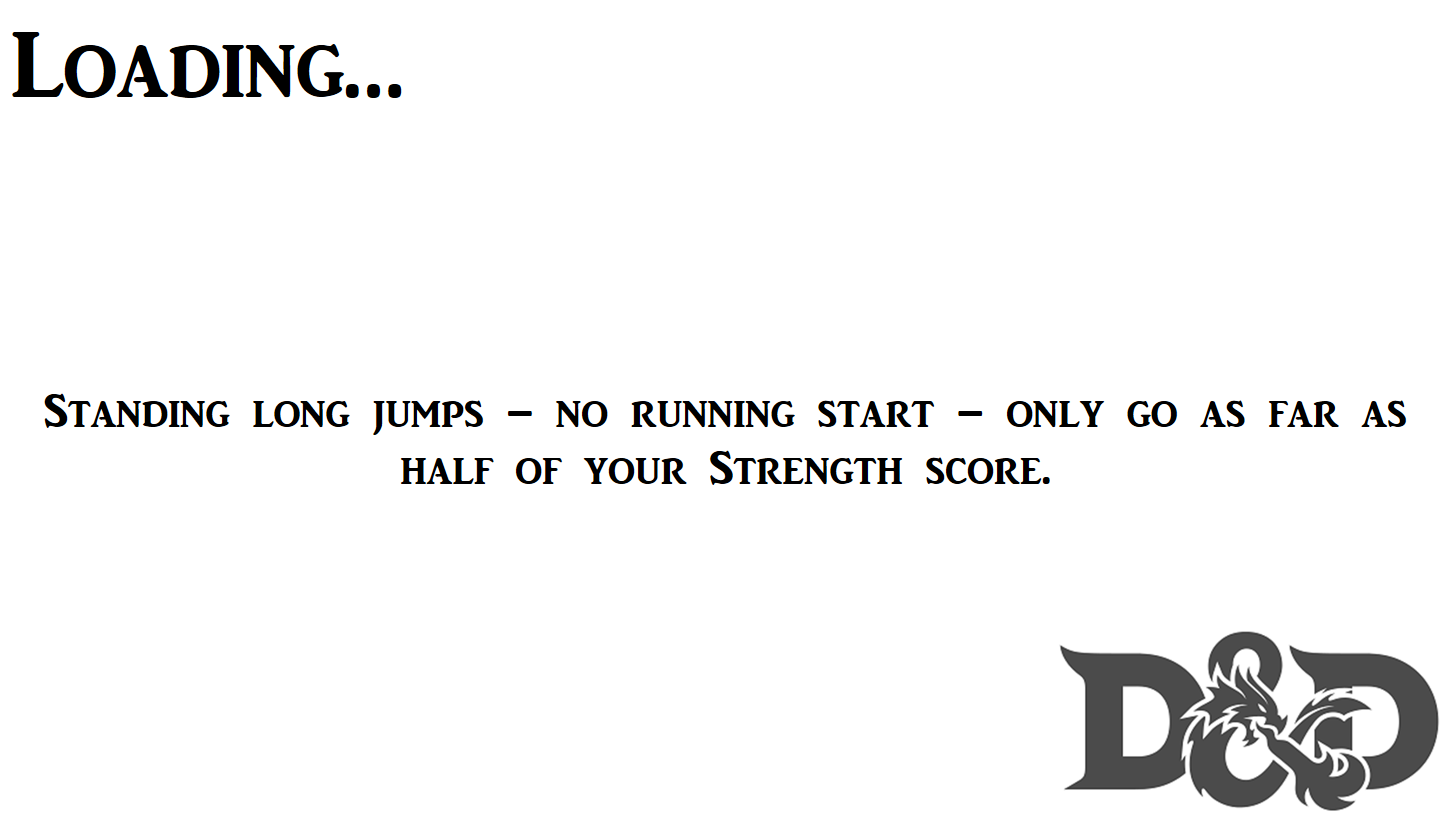 Loading...
Standing long jumps – no running start – only go as far as
half of your Strength score.
D&D